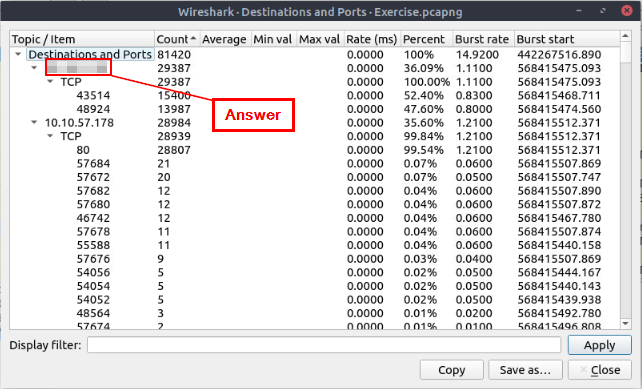 Wireshark · Destinations and Ports · Exercise.pcapng
Topic / Item Count Average Min val Max val Rate (ms) Percent Burst rate Burst start
Destinations and Ports 81420 0.0000 100% 14.9200 442267516.890
29387 0.0000 36.09% 1.1100 568415475.093
TCP 29387 0.0000 100.00% 1.1100 568415475.093
43514 15400 0.0000 52.40% 0.8300 568415468.711
48924 13987 0.0000 47.60% 0.8000 568415474.560
Answer
10.10.57.178 28984 0.0000 35.60% 1.2100 568415512.371
TCP 28939 0.0000 99.84% 1.2100 568415512.371
80 28807 0.0000 99.54% 1.2100 568415512.371
57684 21 0.0000 0.07% 0.0600 568415507.869
57672 20 0.0000 0.07% 0.0500 568415507.747
57682 12 0.0000 0.04% 0.0600 568415507.890
57680 12 0.0000 0.04% 0.0600 568415507.872
46742 12 0.0000 0.04% 0.0600 568415467.780
57678 11 0.0000 0.04% 0.0600 568415507.874
55588 11 0.0000 0.04% 0.0600 568415440.158
57676 9 0.0000 0.03% 0.0400 568415507.869
54056 5 0.0000 0.02% 0.0500 568415444.167
54054 5 0.0000 0.02% 0.0500 568415440.143
54052 5 0.0000 0.02% 0.0500 568415439.938
48564 3 0.0000 0.01% 0.0200 568415492.780
57674 2 0.0000 0.01% 0.0100 568415496.808
Display filter:
Apply
Copy
Save as…
Close